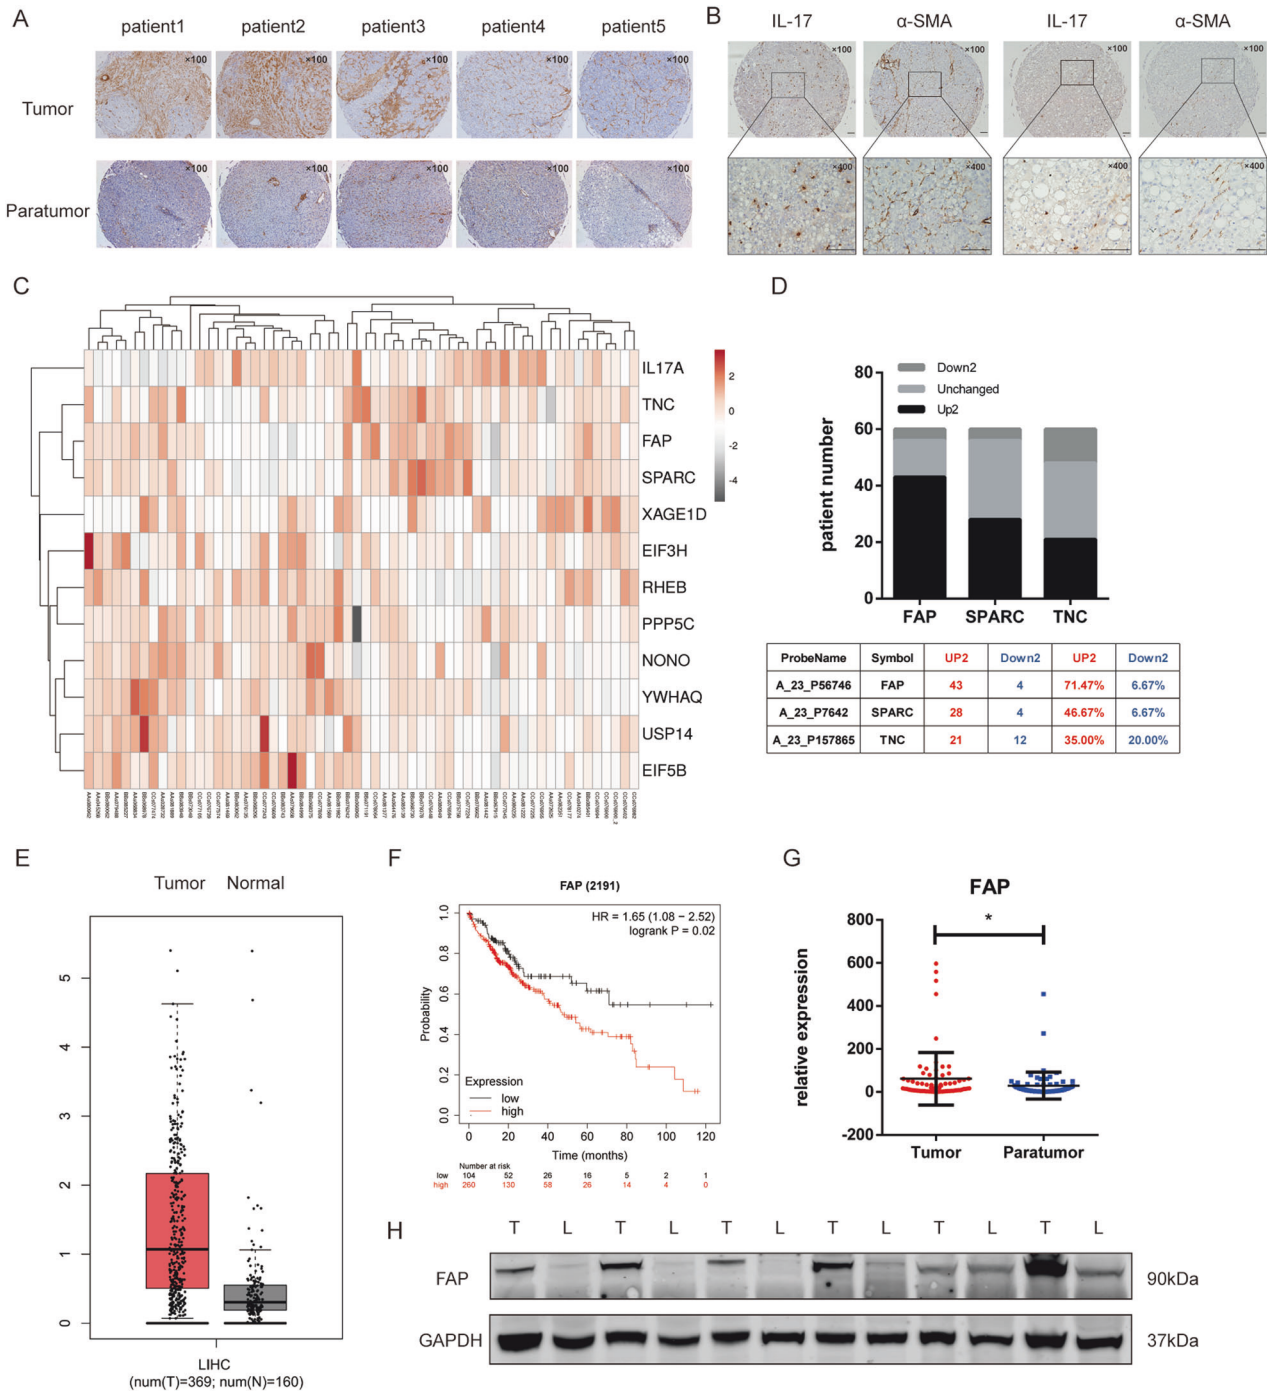 A
patient1 patient2 patient3 patient4 patient5
Tumor
×100 ×100 ×100 ×100 ×100
Paratumor
×100 ×100 ×100 ×100 ×100
B
IL-17 α-SMA IL-17 α-SMA
×100 ×100 ×100 ×100
×400 ×400 ×400 ×400
C
IL17A
TNC
FAP
SPARC
XAGE1D
EIF3H
RHEB
PPP5C
NONO
YWHAQ
USP14
EIF5B
2
0
-2
-4
D
Down2
Unchanged
Up2
patient number
80
60
40
20
0
FAP SPARC TNC
ProbeName Symbol UP2 Down2 UP2 Down2
A_23_P56746 FAP 43 4 71.47% 6.67%
A_23_P7642 SPARC 28 4 46.67% 6.67%
A_23_P157865 TNC 21 12 35.00% 20.00%
E
Tumor Normal
5
4
3
2
1
0
LIHC
(num(T)=369; num(N)=160)
F
FAP (2191)
HR = 1.65 (1.08 − 2.52)
logrank P = 0.02
Probability
1.0
0.8
0.6
0.4
0.2
0.0
Expression
low
high
0 20 40 60 80 100 120
Time (months)
Number at risk
low 104 52 26 16 5 2 1
high 260 130 58 26 14 4 0
G
FAP
*
relative expression
800
600
400
200
0
-200
Tumor Paratumor
H
T L T L T L T L T L T L
FAP 90kDa
GAPDH 37kDa